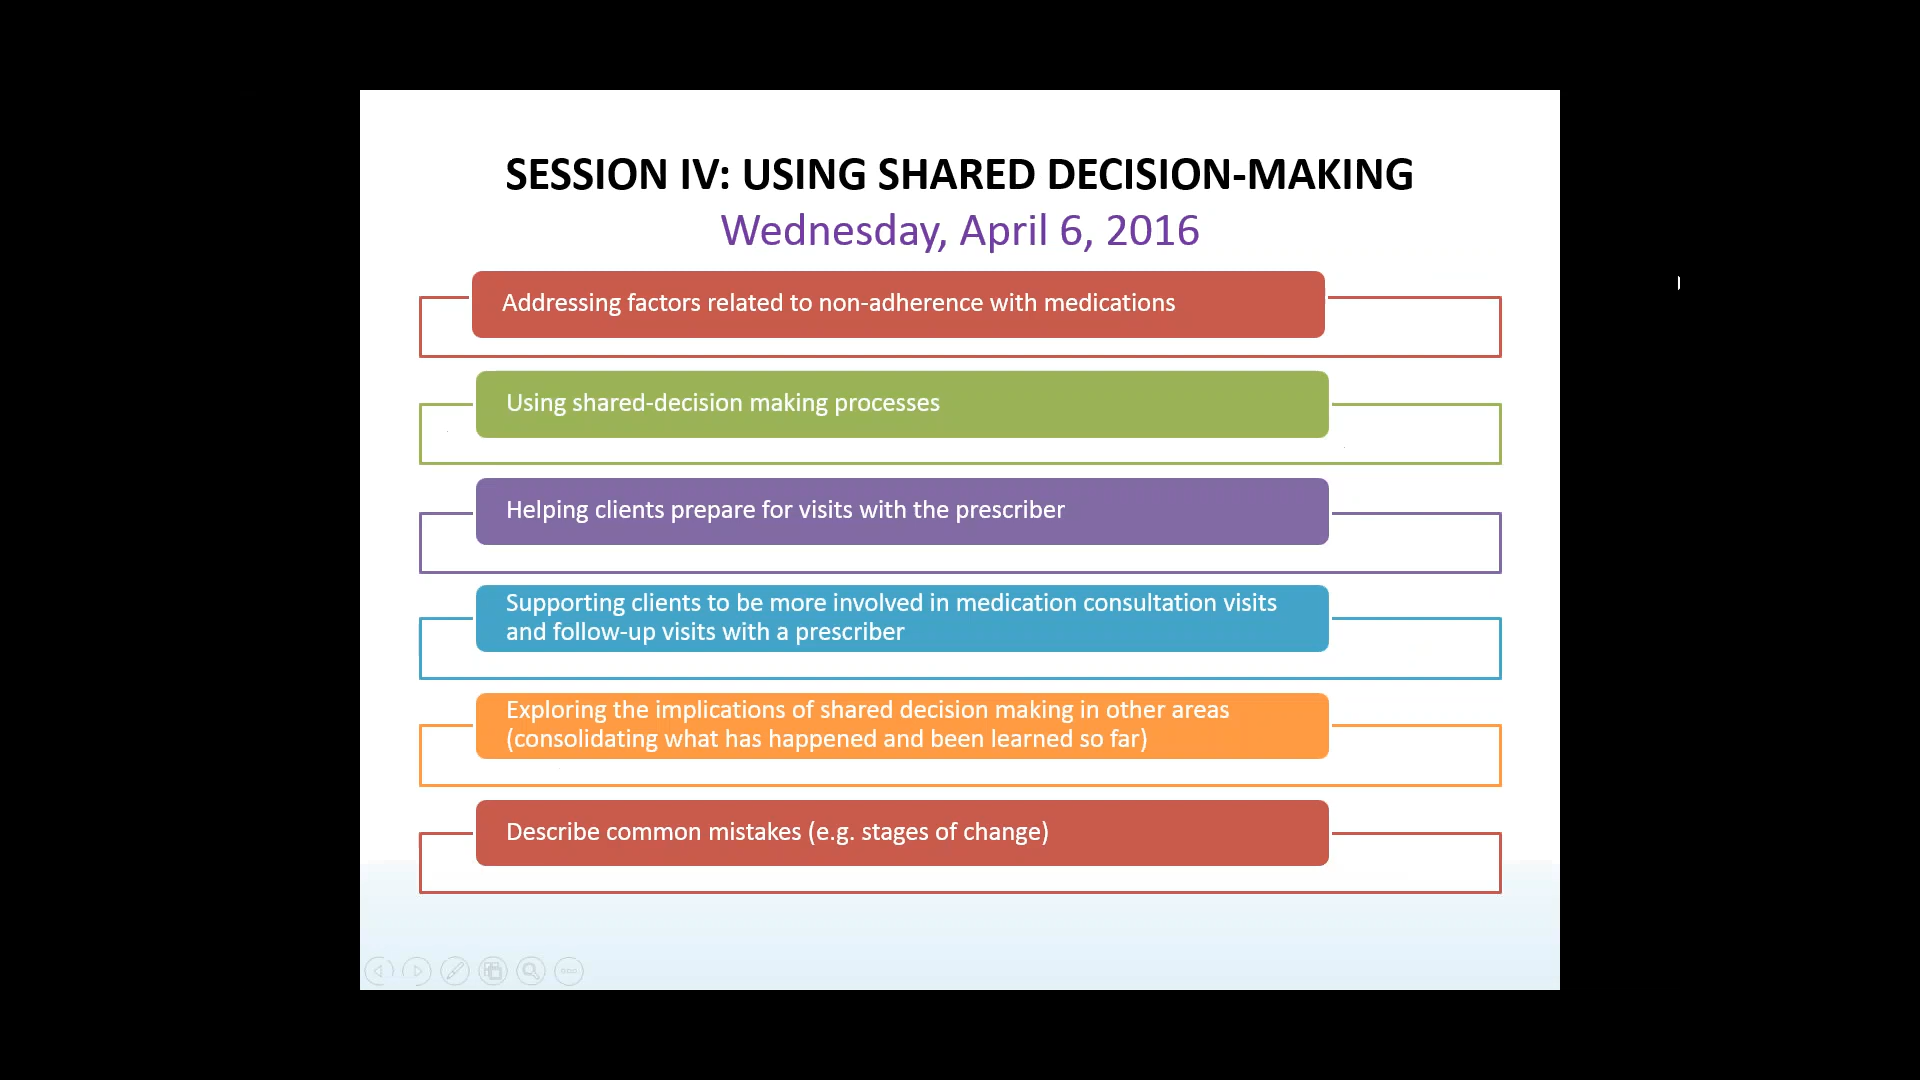 SESSION IV: USING SHARED DECISION-MAKING
Wednesday, April 6, 2016
Addressing factors related to non-adherence with medications
Using shared-decision making processes
Helping clients prepare for visits with the prescriber
Supporting clients to be more involved in medication consultation visits
and follow-up visits with a prescriber
Exploring the implications of shared decision making in other areas
(consolidating what has happened and been learned so far)
Describe common mistakes (e.g. stages of change)